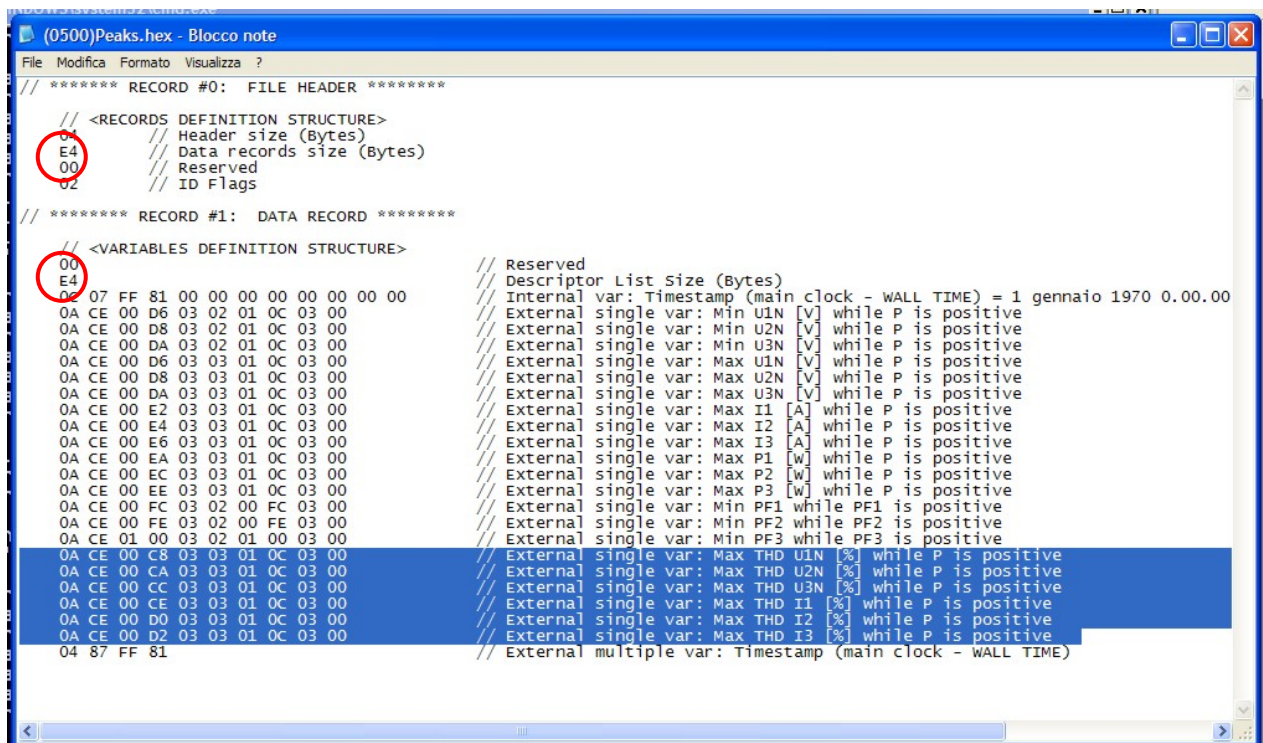 (0500)Peaks.hex - Blocco note
File Modifica Formato Visualizza ?
// ******* RECORD #0: FILE HEADER ********
// <RECORDS DEFINITION STRUCTURE>
04 // Header size (Bytes)
E4 // Data records size (Bytes)
00 // Reserved
02 // ID Flags
// ******** RECORD #1: DATA RECORD ********
// <VARIABLES DEFINITION STRUCTURE>
00 // Reserved
E4 // Descriptor List Size (Bytes)
0C 07 FF 81 00 00 00 00 00 00 00 00 // Internal var: Timestamp (main clock - WALL TIME) = 1 gennaio 1970 0.00.00
0A CE 00 D6 03 02 01 0C 03 00 // External single var: Min U1N [V] while P is positive
0A CE 00 D8 03 02 01 0C 03 00 // External single var: Min U2N [V] while P is positive
0A CE 00 DA 03 02 01 0C 03 00 // External single var: Min U3N [V] while P is positive
0A CE 00 D6 03 03 01 0C 03 00 // External single var: Max U1N [V] while P is positive
0A CE 00 D8 03 03 01 0C 03 00 // External single var: Max U2N [V] while P is positive
0A CE 00 DA 03 03 01 0C 03 00 // External single var: Max U3N [V] while P is positive
0A CE 00 E2 03 03 01 0C 03 00 // External single var: Max I1 [A] while P is positive
0A CE 00 E4 03 03 01 0C 03 00 // External single var: Max I2 [A] while P is positive
0A CE 00 E6 03 03 01 0C 03 00 // External single var: Max I3 [A] while P is positive
0A CE 00 EA 03 03 01 0C 03 00 // External single var: Max P1 [W] while P is positive
0A CE 00 EC 03 03 01 0C 03 00 // External single var: Max P2 [W] while P is positive
0A CE 00 EE 03 03 01 0C 03 00 // External single var: Max P3 [W] while P is positive
0A CE 00 FC 03 02 00 FC 03 00 // External single var: Min PF1 while PF1 is positive
0A CE 00 FE 03 02 00 FE 03 00 // External single var: Min PF2 while PF2 is positive
0A CE 01 00 03 02 01 00 03 00 // External single var: Min PF3 while PF3 is positive
0A CE 00 C8 03 03 01 0C 03 00 // External single var: Max THD U1N [%] while P is positive
0A CE 00 CA 03 03 01 0C 03 00 // External single var: Max THD U2N [%] while P is positive
0A CE 00 CC 03 03 01 0C 03 00 // External single var: Max THD U3N [%] while P is positive
0A CE 00 CE 03 03 01 0C 03 00 // External single var: Max THD I1 [%] while P is positive
0A CE 00 D0 03 03 01 0C 03 00 // External single var: Max THD I2 [%] while P is positive
0A CE 00 D2 03 03 01 0C 03 00 // External single var: Max THD I3 [%] while P is positive
04 87 FF 81 // External multiple var: Timestamp (main clock - WALL TIME)